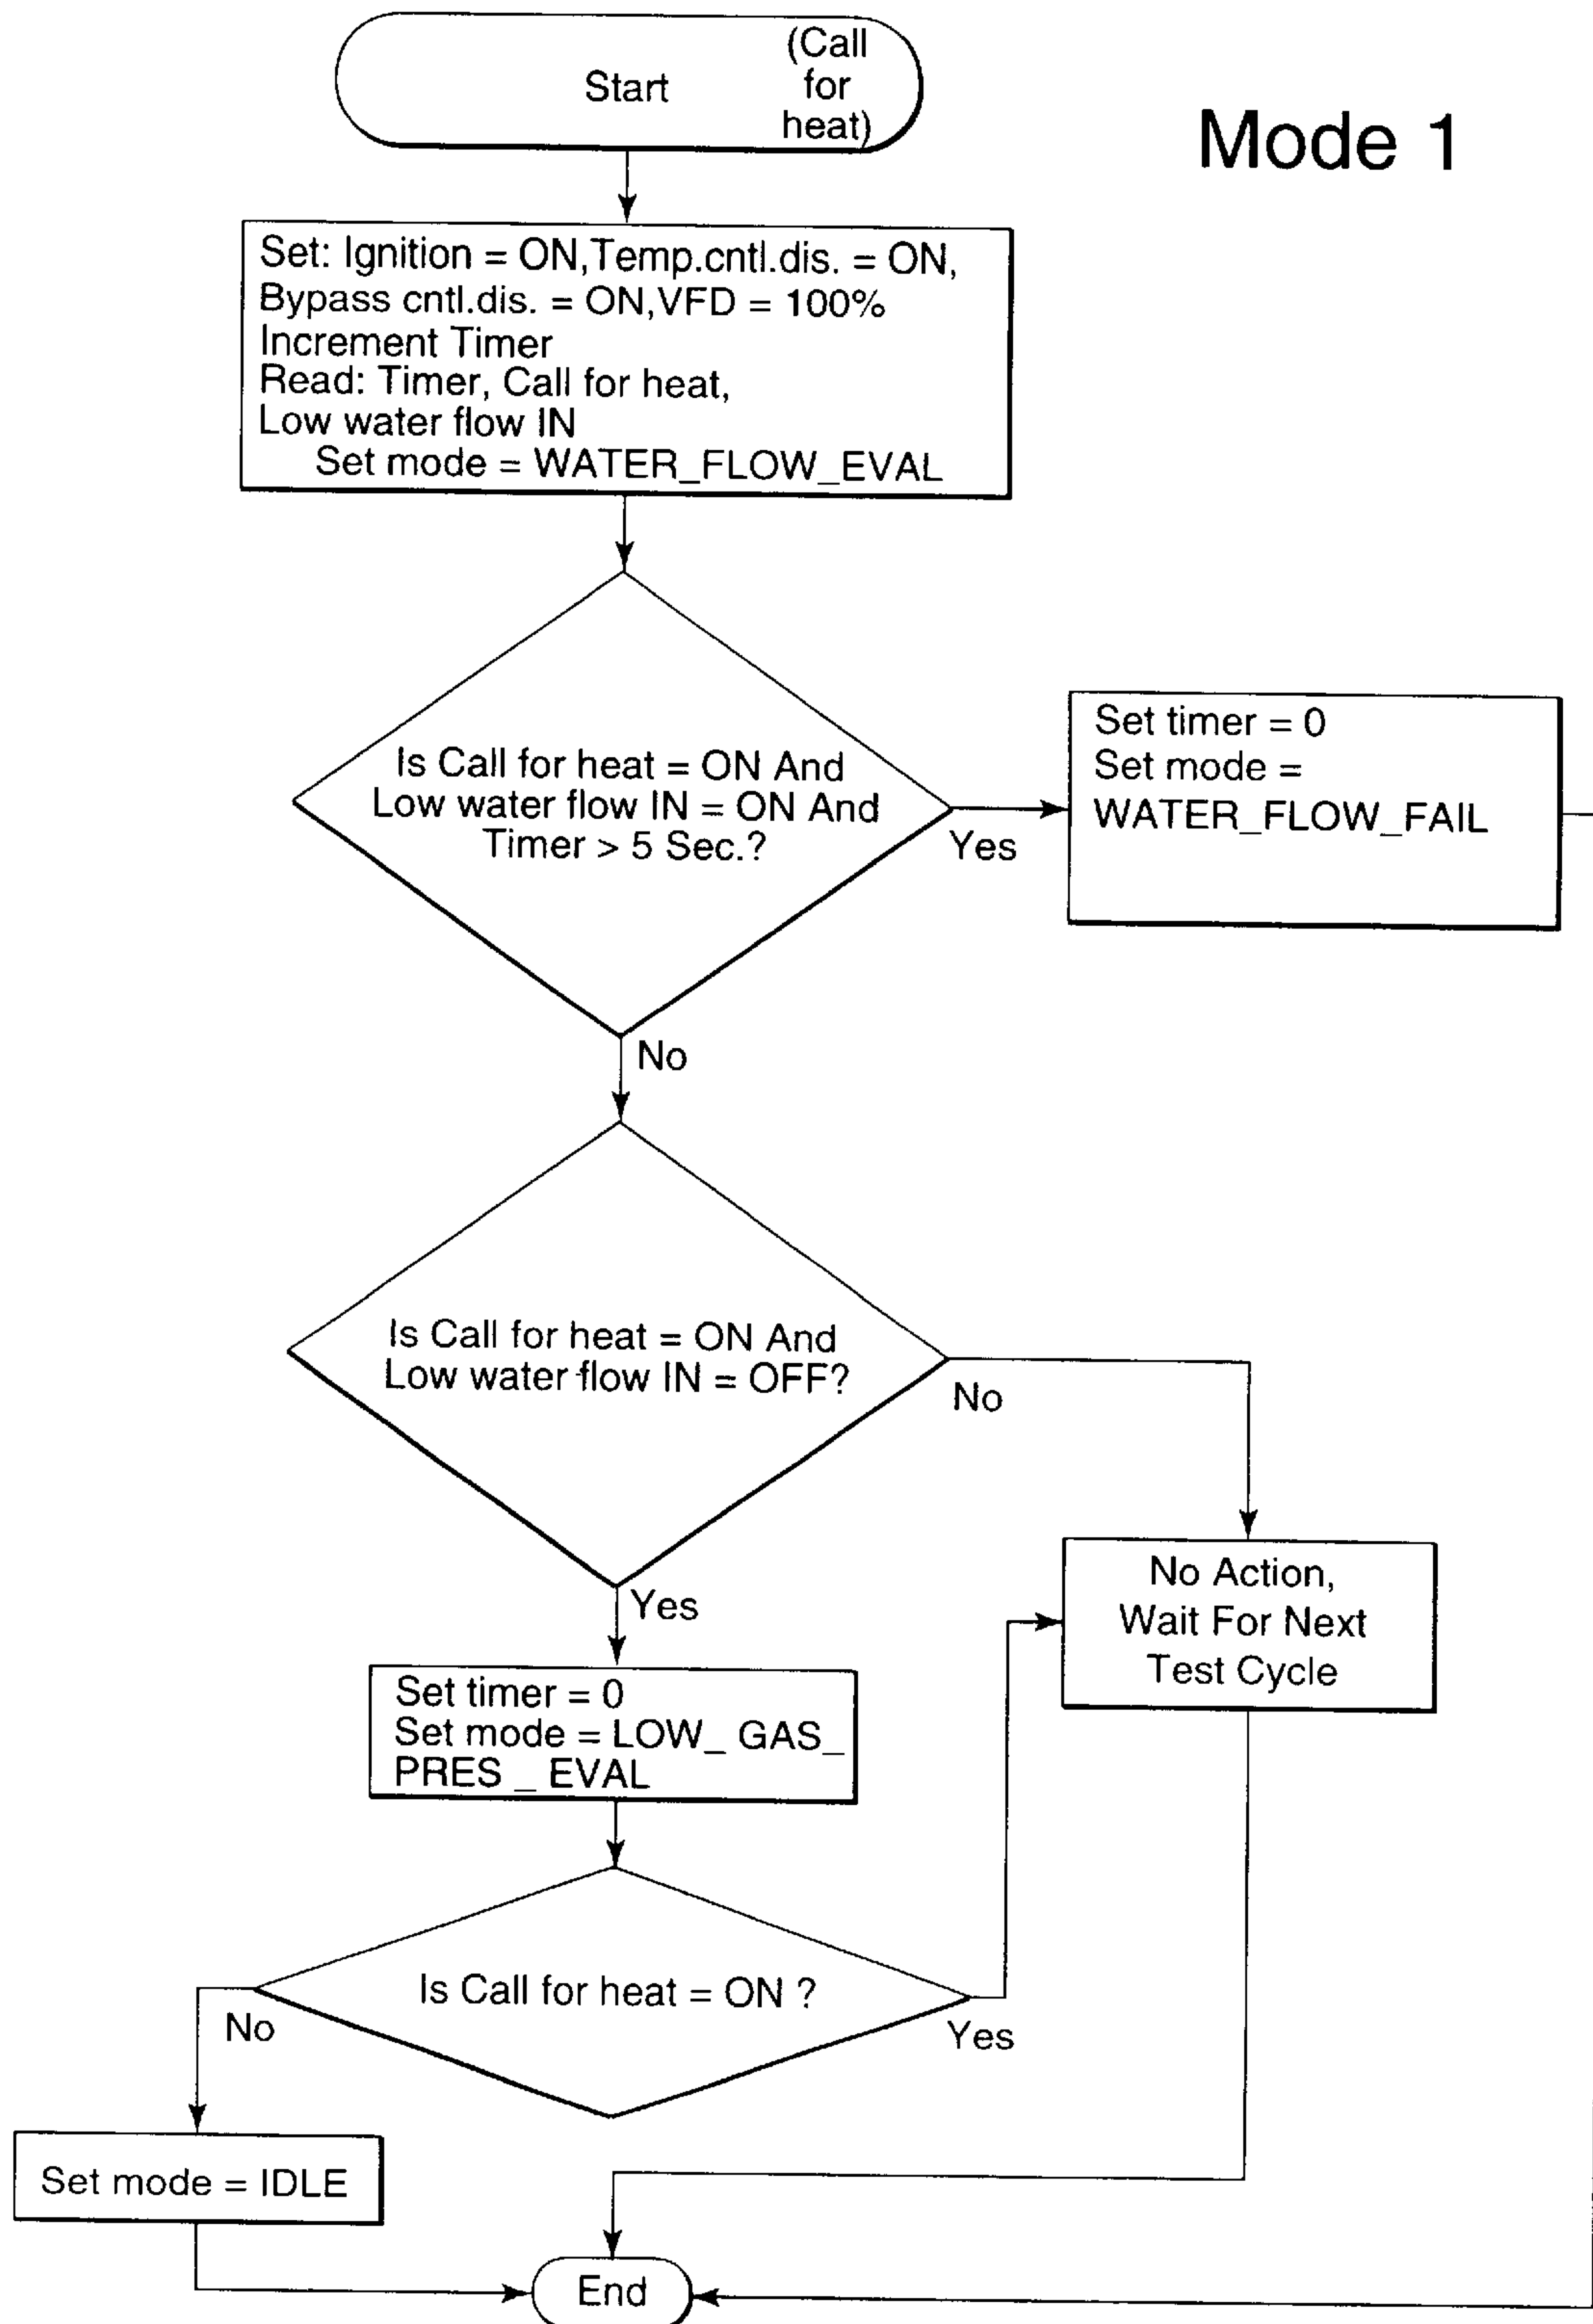 Start
(Call
for
heat)
Mode 1
Set: Ignition = ON,Temp.cntl.dis. = ON,
Bypass cntl.dis. = ON,VFD = 100%
Increment Timer
Read: Timer, Call for heat,
Low water flow IN
Set mode = WATER_FLOW_EVAL
Is Call for heat = ON And
Low water flow IN = ON And
Timer > 5 Sec.?
Yes
Set timer = 0
Set mode =
WATER_FLOW_FAIL
No
Is Call for heat = ON And
Low water flow IN = OFF?
No
Yes
No Action,
Wait For Next
Test Cycle
Set timer = 0
Set mode = LOW_ GAS_
PRES _ EVAL
Is Call for heat = ON ?
No
Yes
Set mode = IDLE
End